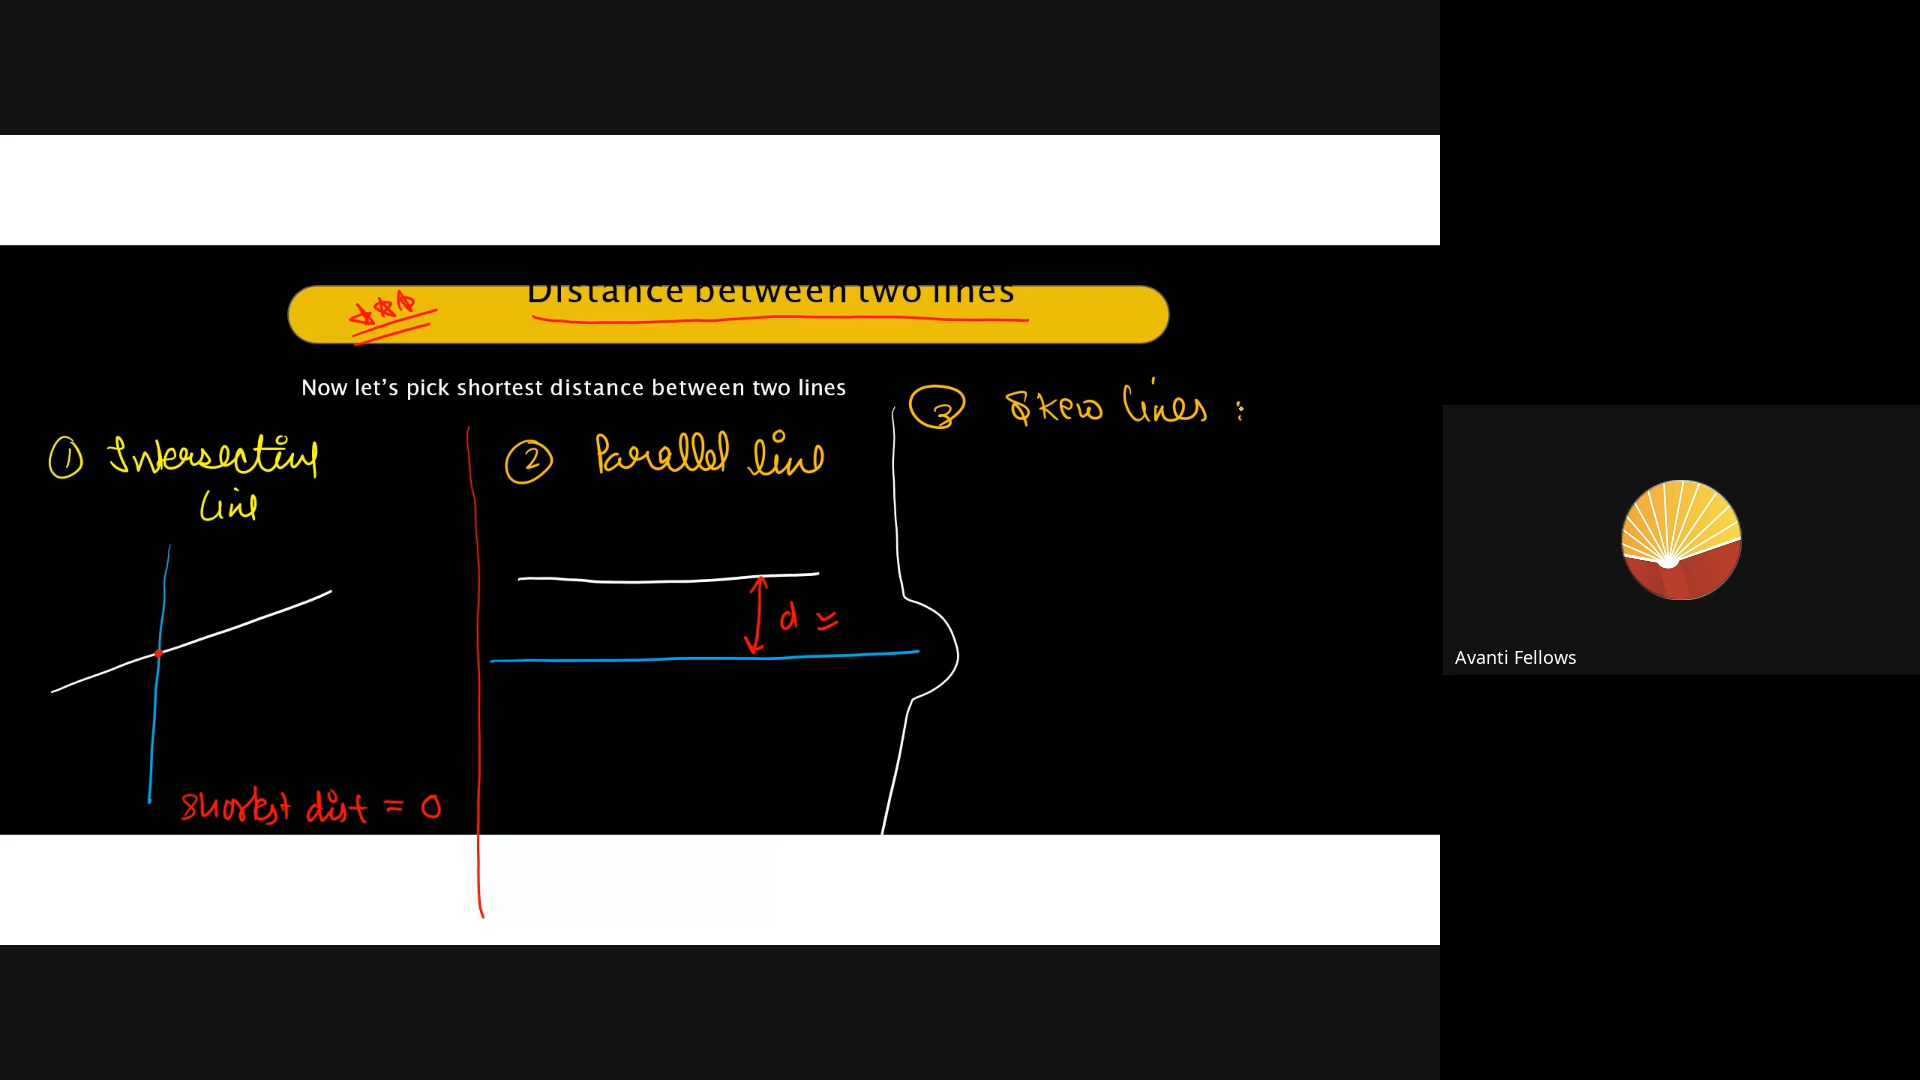 Distance between two lines
Now let's pick shortest distance between two lines
① Intersecting
line
shortest dist = 0
② Parallel line
d =
③ Skew lines :
Avanti Fellows